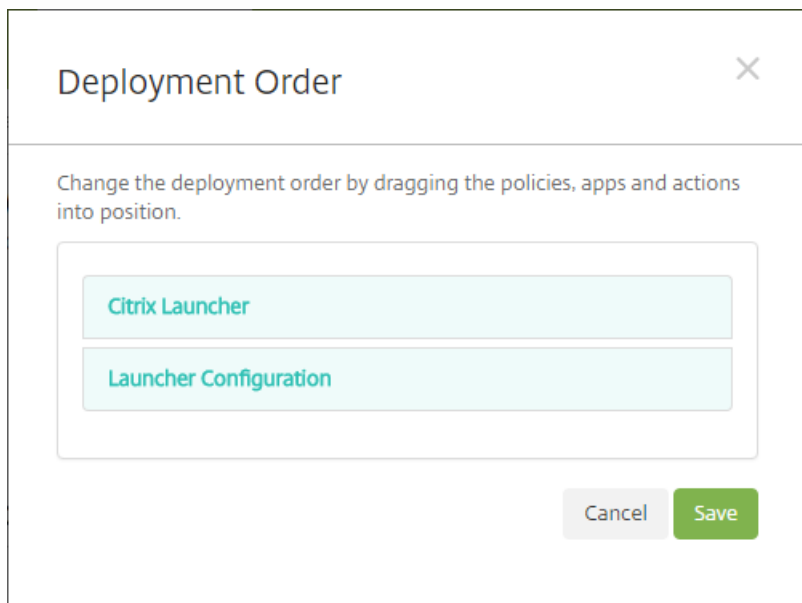 Deployment Order
Change the deployment order by dragging the policies, apps and actions
into position.
Citrix Launcher
Launcher Configuration
Cancel
Save